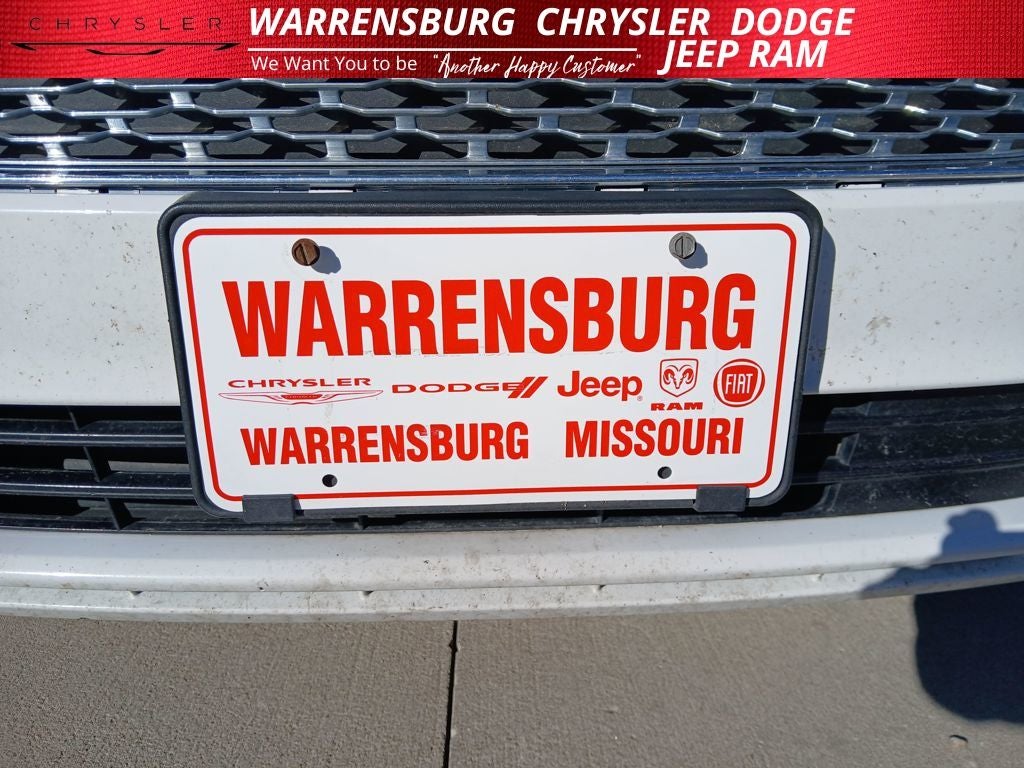 CHRYSLER
WARRENSBURG CHRYSLER DODGE
JEEP RAM
We Want You to be "Another Happy Customer"
WARRENSBURG
CHRYSLER DODGE Jeep RAM FIAT
WARRENSBURG MISSOURI